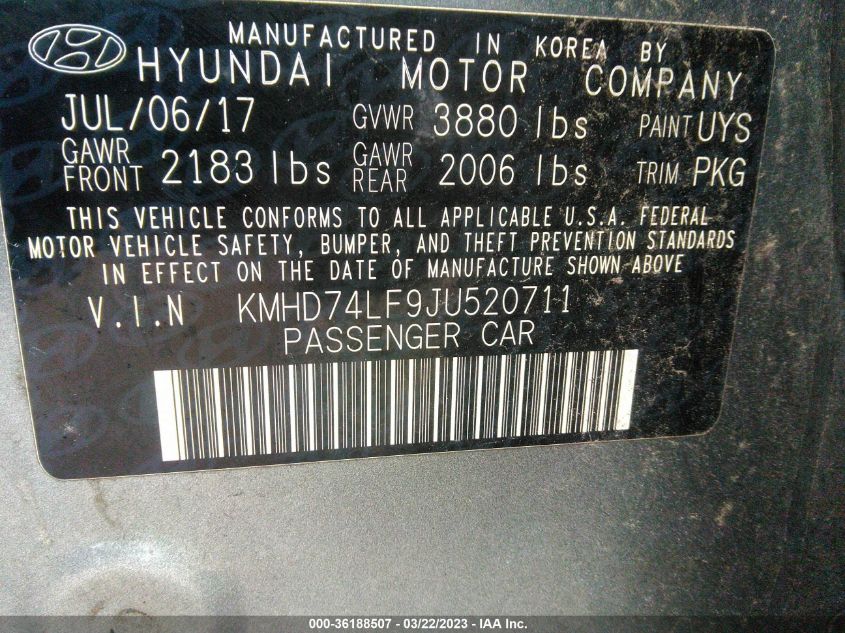 MANUFACTURED IN KOREA BY
HYUNDAI MOTOR COMPANY
JUL/06/17 GVWR 3880 lbs PAINT UYS
GAWR FRONT 2183 lbs GAWR REAR 2006 lbs TRIM PKG
THIS VEHICLE CONFORMS TO ALL APPLICABLE U.S.A. FEDERAL
MOTOR VEHICLE SAFETY, BUMPER, AND THEFT PREVENTION STANDARDS
IN EFFECT ON THE DATE OF MANUFACTURE SHOWN ABOVE
V.I.N KMHD74LF9JU520711
PASSENGER CAR
000-36188507 - 03/22/2023 - IAA Inc.